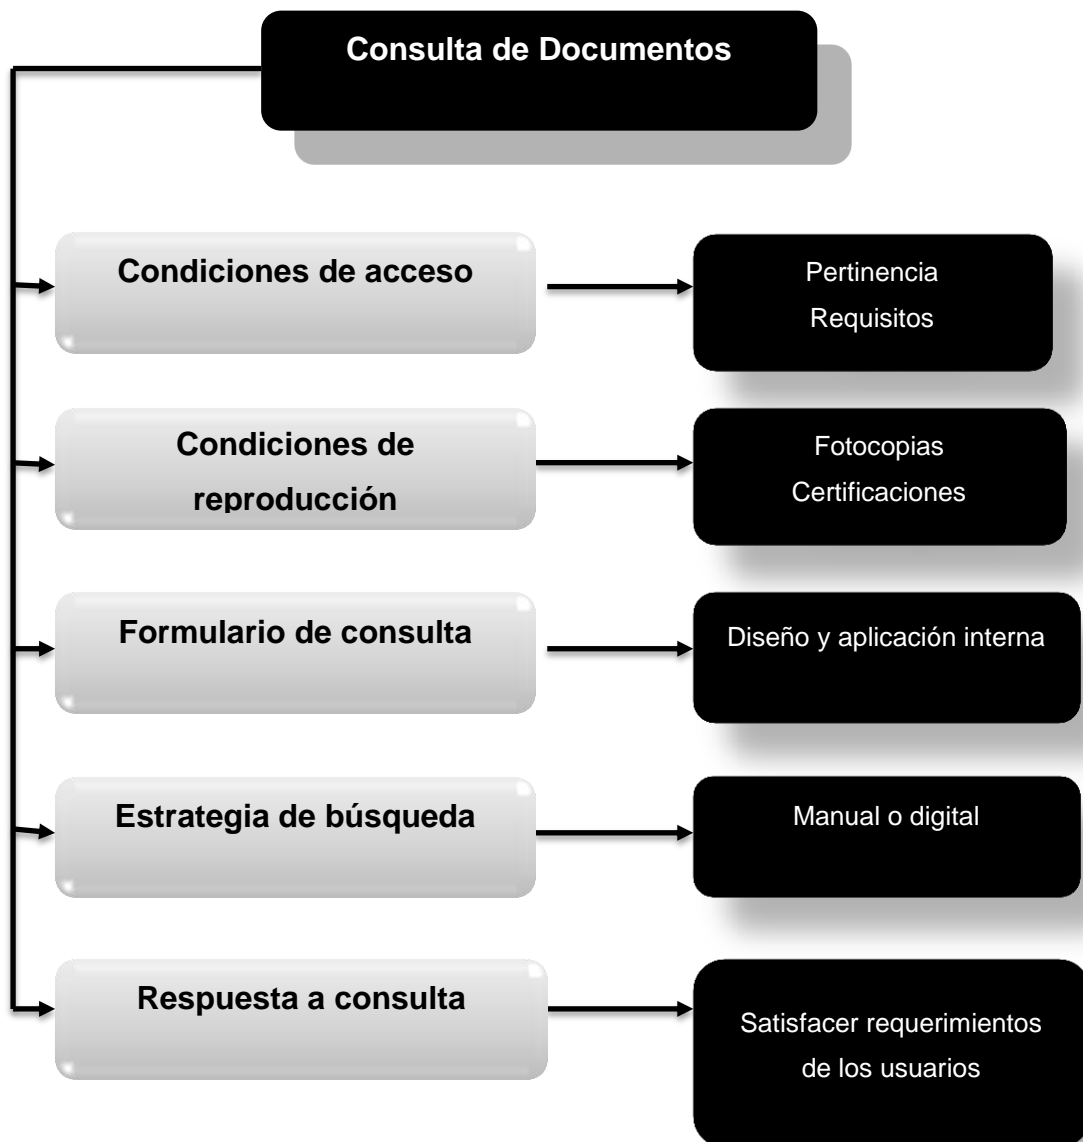 Consulta de Documentos
Condiciones de acceso
Pertinencia
Requisitos
Condiciones de
reproducción
Fotocopias
Certificaciones
Formulario de consulta
Diseño y aplicación interna
Estrategia de búsqueda
Manual o digital
Respuesta a consulta
Satisfacer requerimientos
de los usuarios